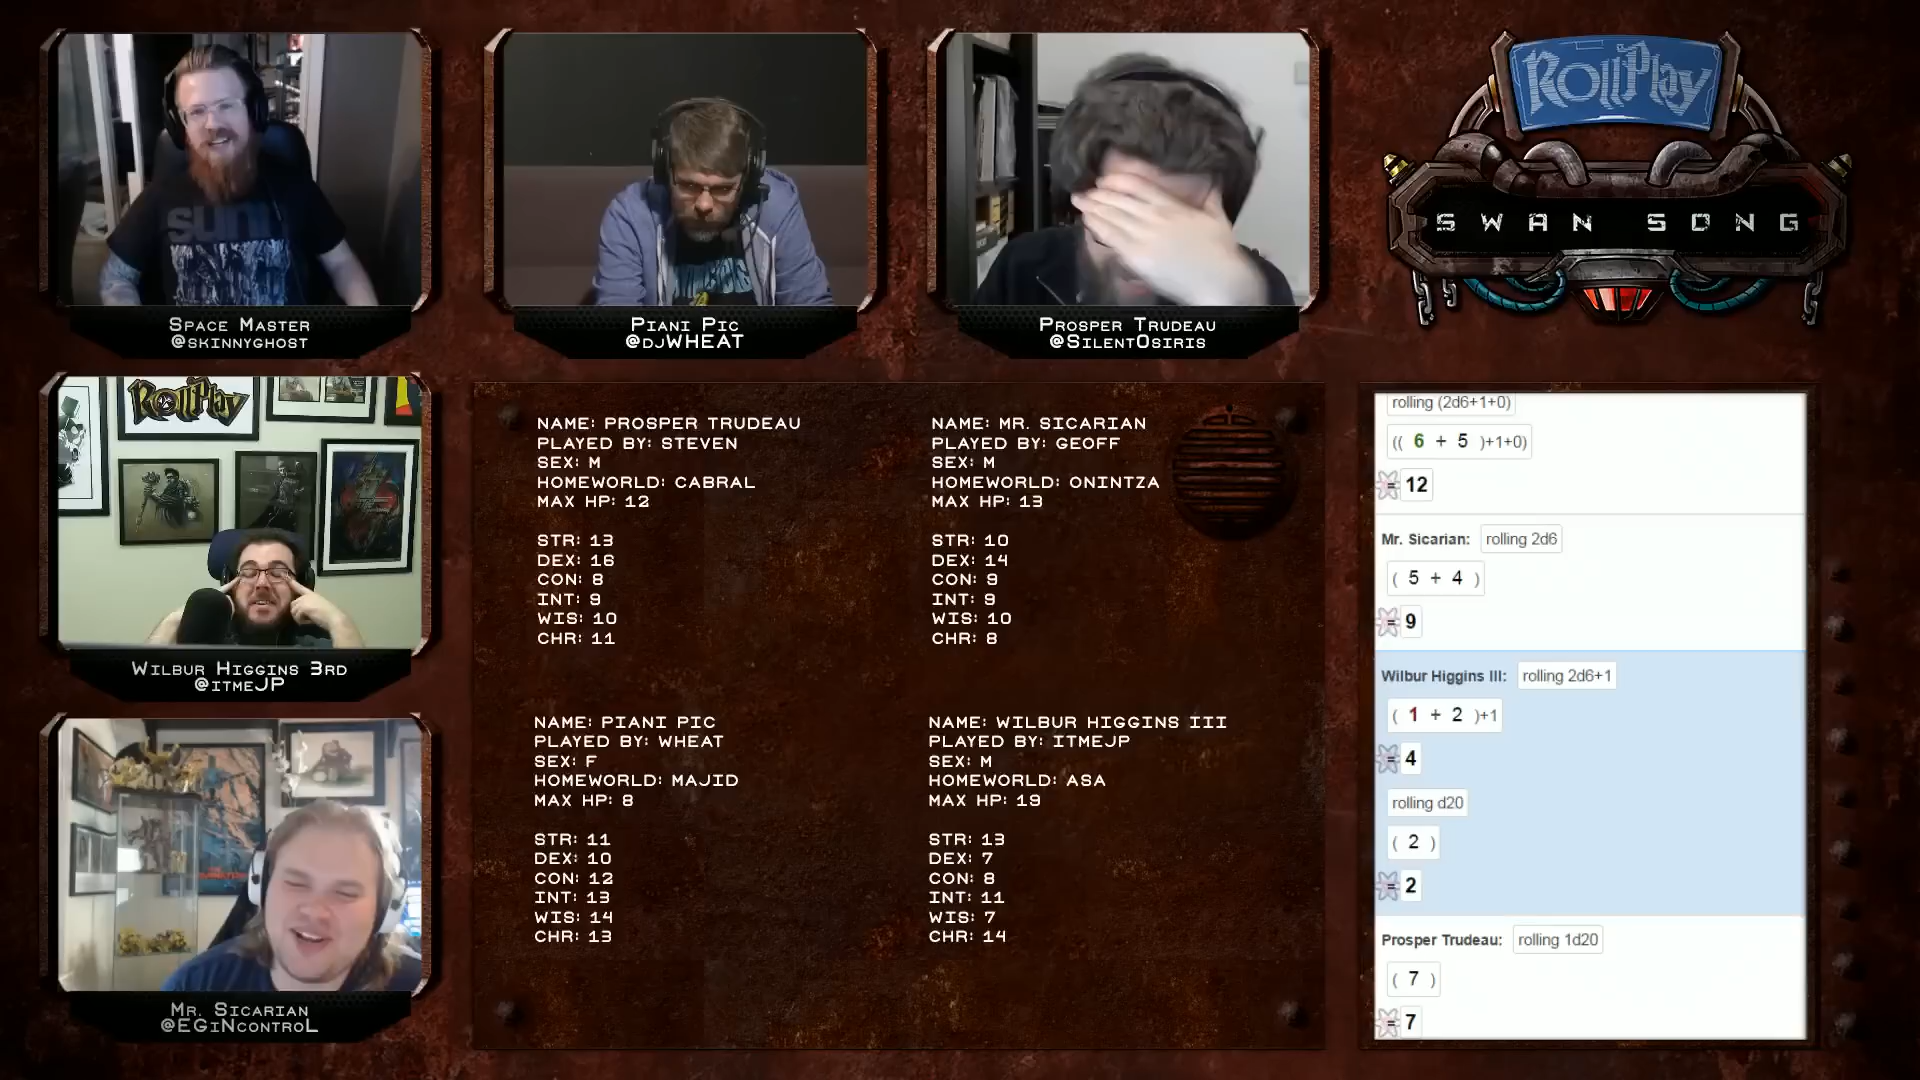 ROLLPLAY
SWAN SONG
SPACE MASTER
@SKINNYGHOST
PIANI PIC
@DJWHEAT
PROSPER TRUDEAU
@SILENTOSIRIS
ROLLPLAY
WILBUR HIGGINS 3RD
@ITMEJP
MR. SICARIAN
@EGINCONTROL
NAME: PROSPER TRUDEAU
PLAYED BY: STEVEN
SEX: M
HOMEWORLD: CABRAL
MAX HP: 12
STR: 13
DEX: 16
CON: 8
INT: 9
WIS: 10
CHR: 11
NAME: MR. SICARIAN
PLAYED BY: GEOFF
SEX: M
HOMEWORLD: ONINTZA
MAX HP: 13
STR: 10
DEX: 14
CON: 9
INT: 9
WIS: 10
CHR: 8
NAME: PIANI PIC
PLAYED BY: WHEAT
SEX: F
HOMEWORLD: MAJID
MAX HP: 8
STR: 11
DEX: 10
CON: 12
INT: 13
WIS: 14
CHR: 13
NAME: WILBUR HIGGINS III
PLAYED BY: ITMEJP
SEX: M
HOMEWORLD: ASA
MAX HP: 19
STR: 13
DEX: 7
CON: 8
INT: 11
WIS: 7
CHR: 14
rolling (2d6+1+0)
(( 6 + 5 )+1+0)
= 12
Mr. Sicarian: rolling 2d6
( 5 + 4 )
= 9
Wilbur Higgins III: rolling 2d6+1
( 1 + 2 )+1
= 4
rolling d20
( 2 )
= 2
Prosper Trudeau: rolling 1d20
( 7 )
= 7